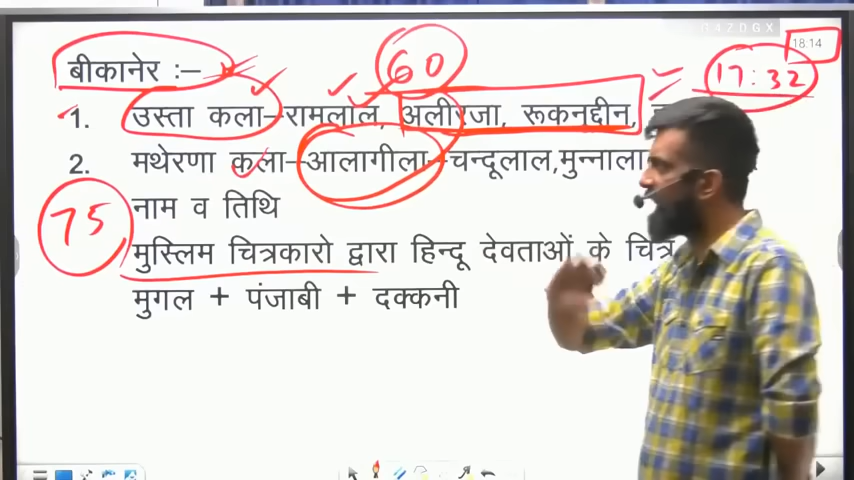 G4ZDGX
18:14
बीकानेर :–
60
17:32
1. उस्ता कला–रामलाल, अलीरजा, रूकनद्दीन,
2. मथेरणा कला–आलागीला–चन्दूलाल,मुन्नाला
75
नाम व तिथि
मुस्लिम चित्रकारो द्वारा हिन्दू देवताओं के चित्र
मुगल + पंजाबी + दक्कनी